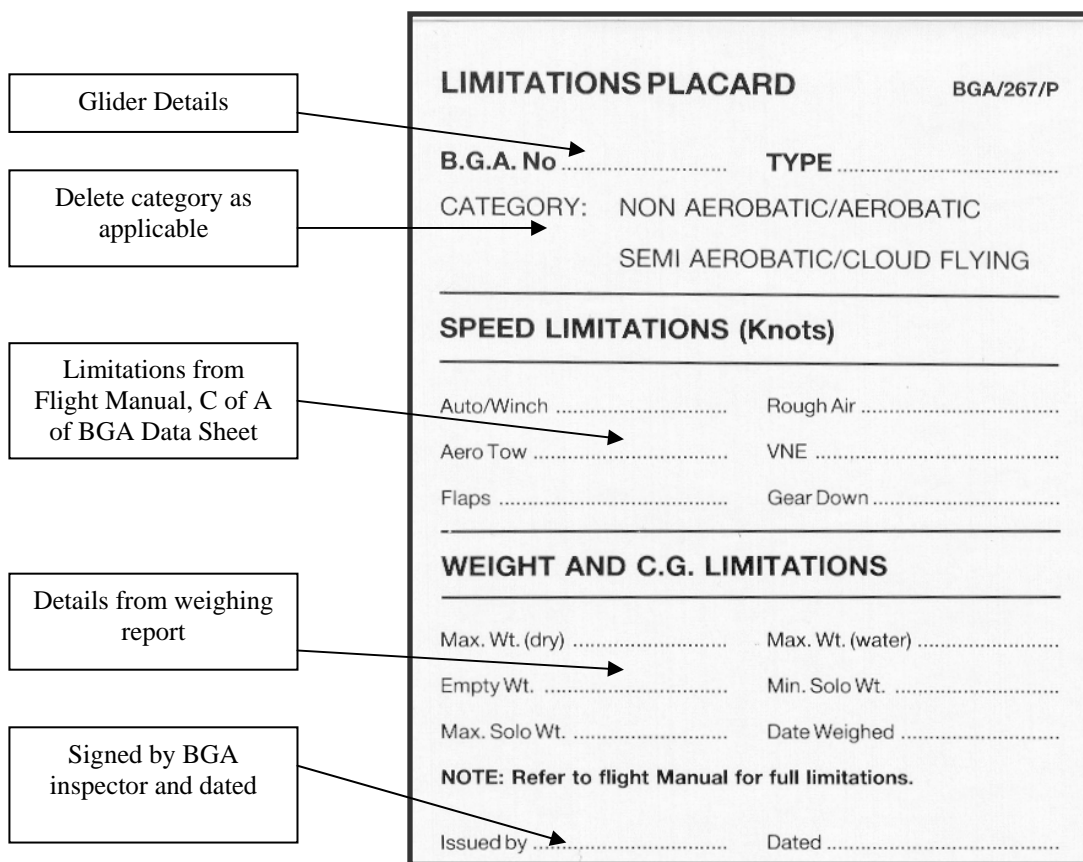 Glider Details
Delete category as
applicable
Limitations from
Flight Manual, C of A
of BGA Data Sheet
Details from weighing
report
Signed by BGA
inspector and dated
LIMITATIONS PLACARD BGA/267/P
B.G.A. No ........................ TYPE ................................
CATEGORY: NON AEROBATIC/AEROBATIC
SEMI AEROBATIC/CLOUD FLYING
SPEED LIMITATIONS (Knots)
Auto/Winch ........................ Rough Air ............................
Aero Tow ........................... VNE ...................................
Flaps ................................. Gear Down ..........................
WEIGHT AND C.G. LIMITATIONS
Max. Wt. (dry) ...................... Max. Wt. (water) ....................
Empty Wt. .......................... Min. Solo Wt. .......................
Max. Solo Wt. ...................... Date Weighed .......................
NOTE: Refer to flight Manual for full limitations.
Issued by ........................... Dated .................................